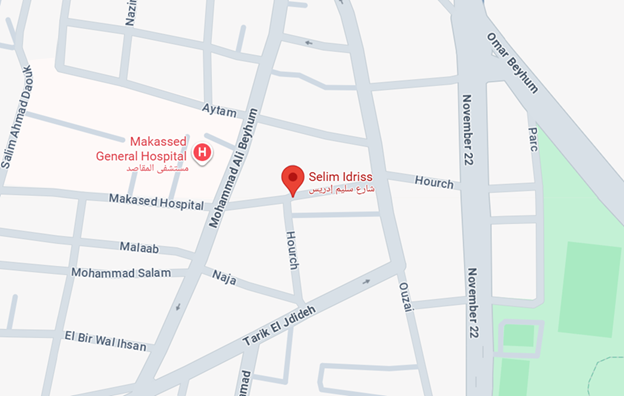 Nazir
Omar Beyhum
Salim Ahmad Daouk
Aytam
Mohammad Ali Beyhum
November 22
Parc
Makassed
General Hospital
مستشفى المقاصد
H
Selim Idriss
شارع سليم ادريس
Hourch
Makased Hospital
Malaab
Hourch
Mohammad Salam
Naja
Ouzai
November 22
El Bir Wal Ihsan
Tarik El Jdideh